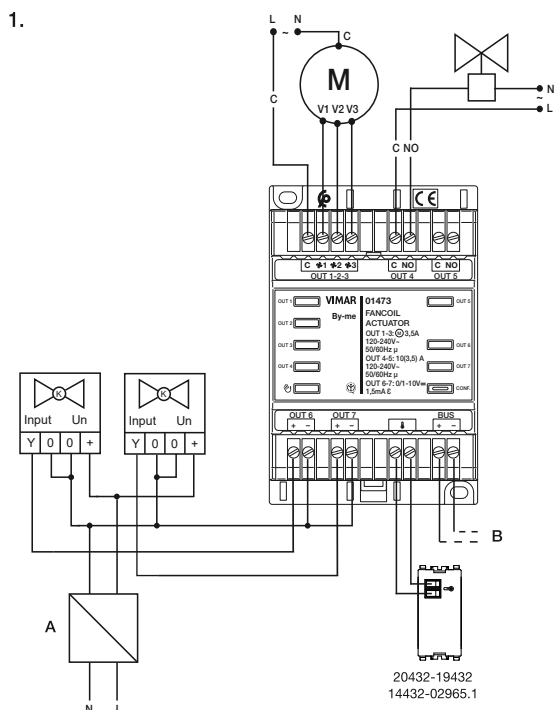 1.
L ~ N
C
M
V1 V2 V3
C
C NO
N
~
L
CE
C 1 2 3
OUT 1-2-3
C NO
OUT 4
C NO
OUT 5
OUT 1
OUT 2
OUT 3
OUT 4
VIMAR
By-me
01473
FANCOIL
ACTUATOR
OUT 1-3: M 3,5A
120-240V~
50/60Hz µ
OUT 4-5: 10(3,5) A
120-240V~
50/60Hz µ
OUT 6-7: 0/1-10V
1,5mA
OUT 5
OUT 6
OUT 7
CONF.
K
Input Un
Y 0 0 +
K
Input Un
Y 0 0 +
OUT 6
+ −
OUT 7
+ −
BUS
+ −
B
A
N L
20432-19432
14432-02965.1